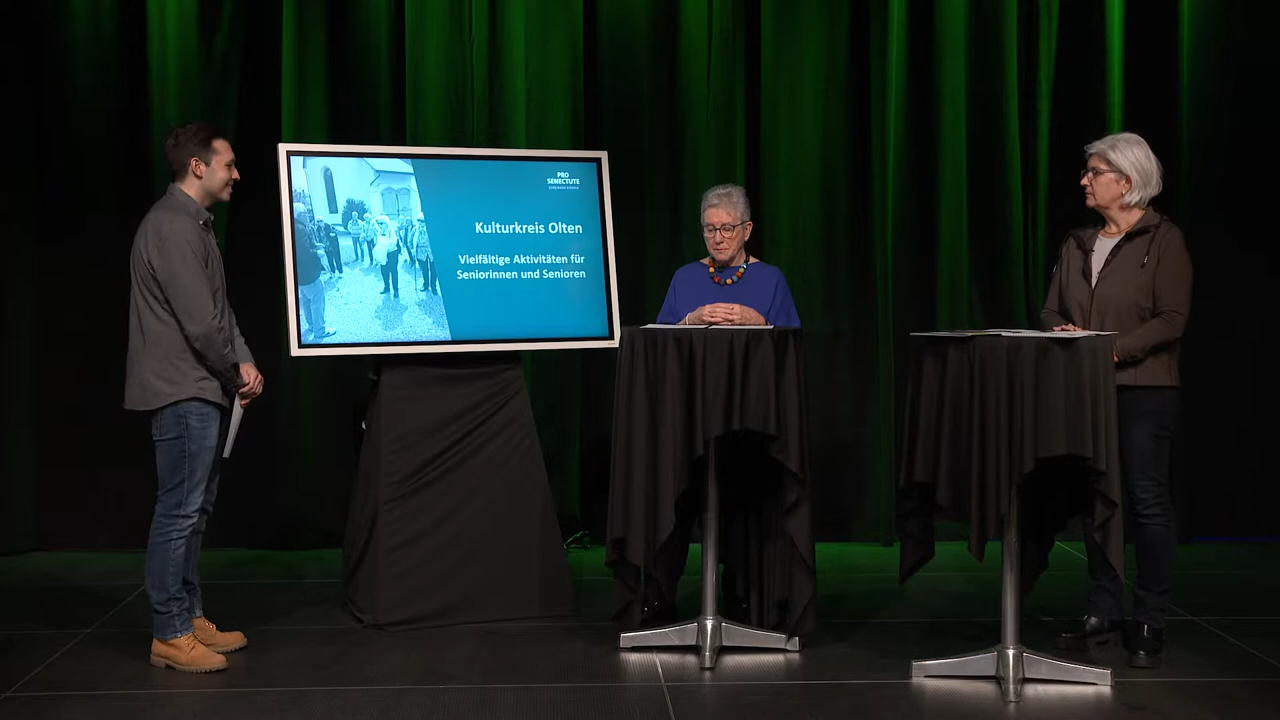 PRO
SENECTUTE
Kulturkreis Olten
Vielfältige Aktivitäten für
Seniorinnen und Senioren